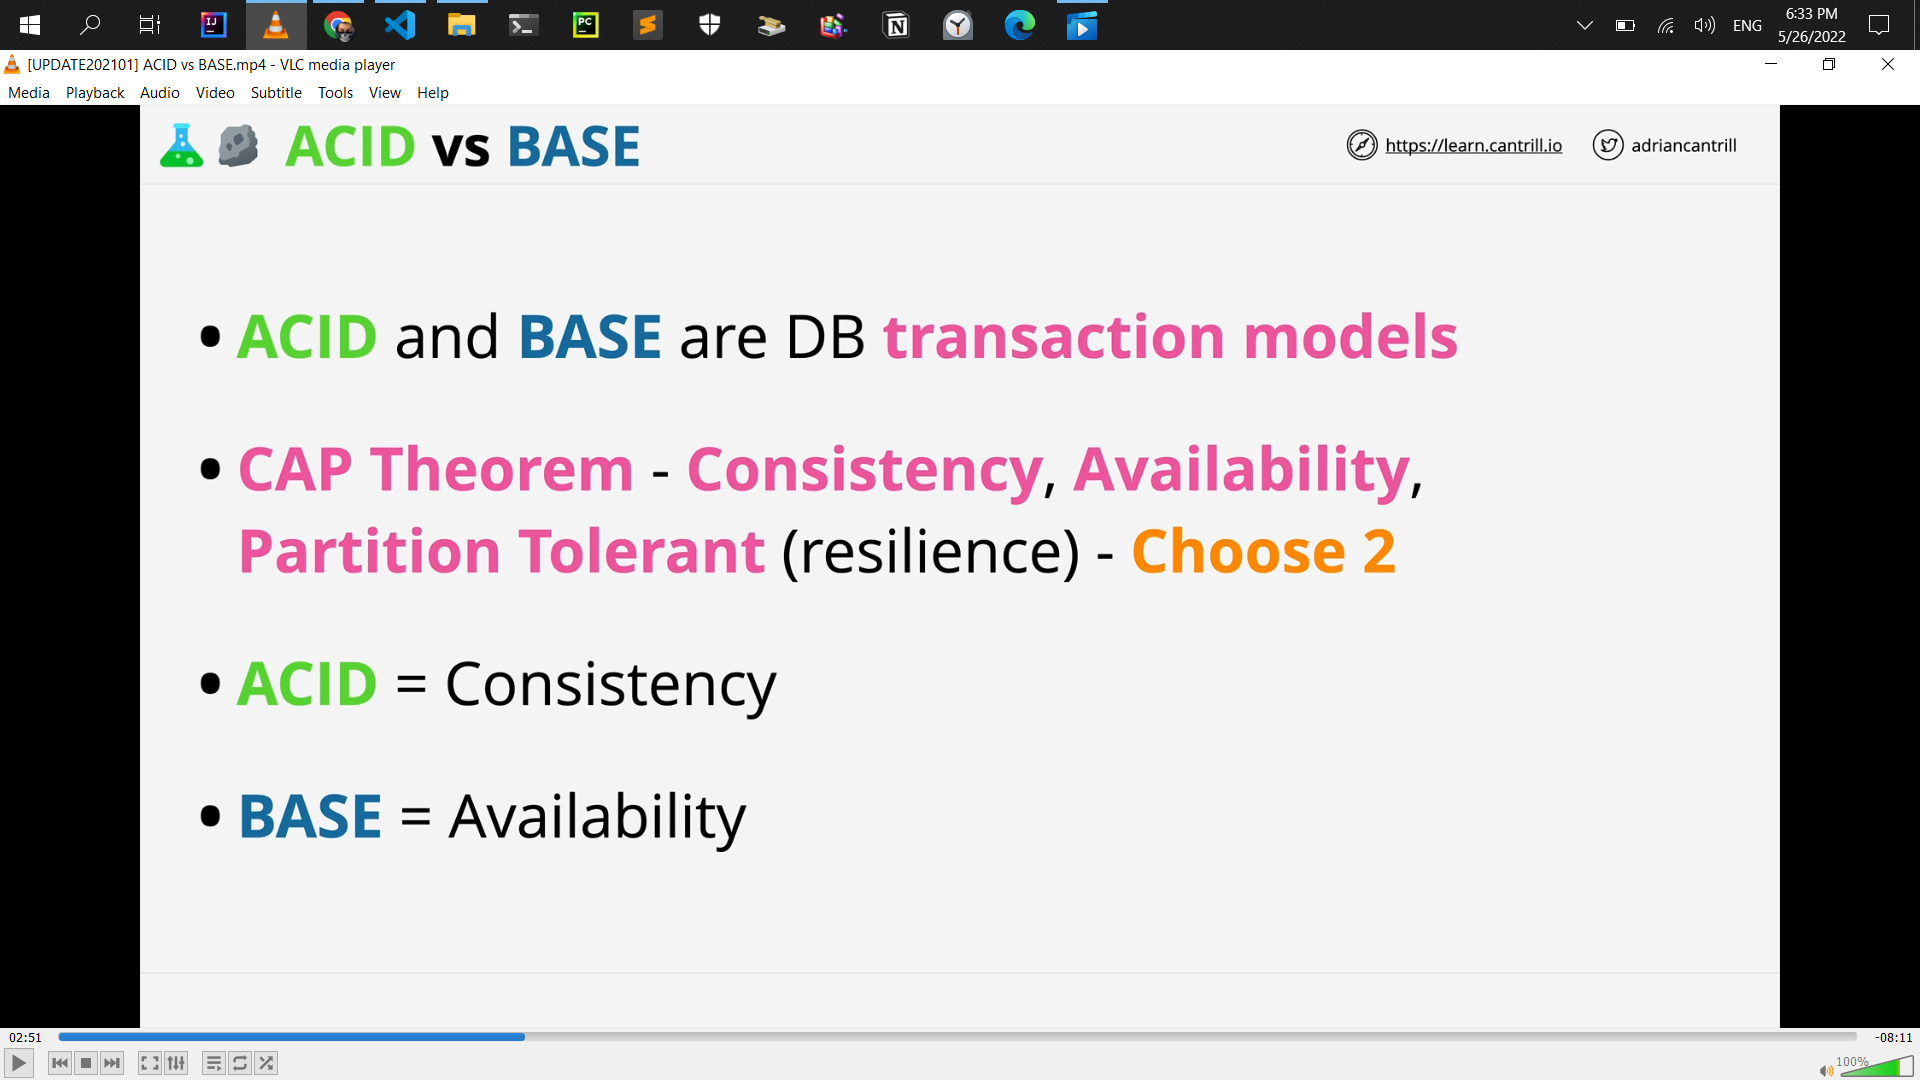 IJ
PC
N
ENG
6:33 PM
5/26/2022
[UPDATE202101] ACID vs BASE.mp4 - VLC media player
Media Playback Audio Video Subtitle Tools View Help
ACID vs BASE
https://learn.cantrill.io
adriancantrill
• ACID and BASE are DB transaction models
• CAP Theorem - Consistency, Availability,
Partition Tolerant (resilience) - Choose 2
• ACID = Consistency
• BASE = Availability
02:51
-08:11
100%